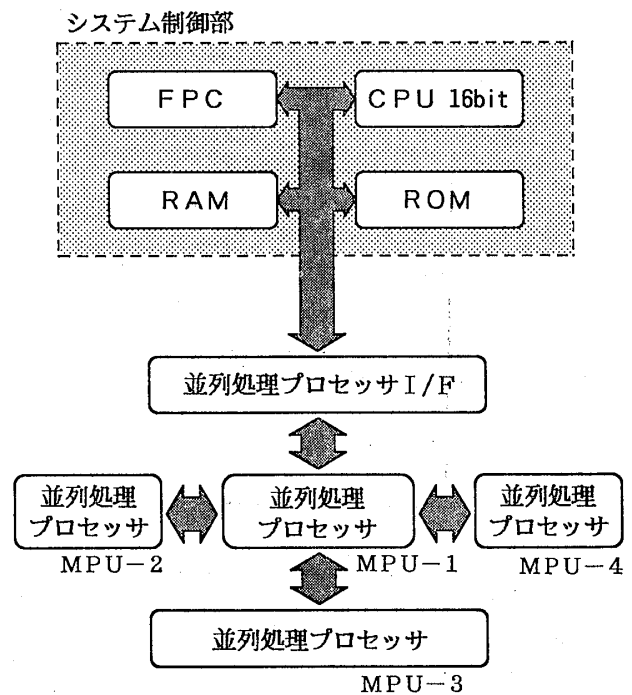 システム制御部
FPC
CPU 16bit
RAM
ROM
並列処理プロセッサI/F
並列処理
プロセッサ
MPU-2
並列処理
プロセッサ
MPU-1
並列処理
プロセッサ
MPU-4
並列処理プロセッサ
MPU-3